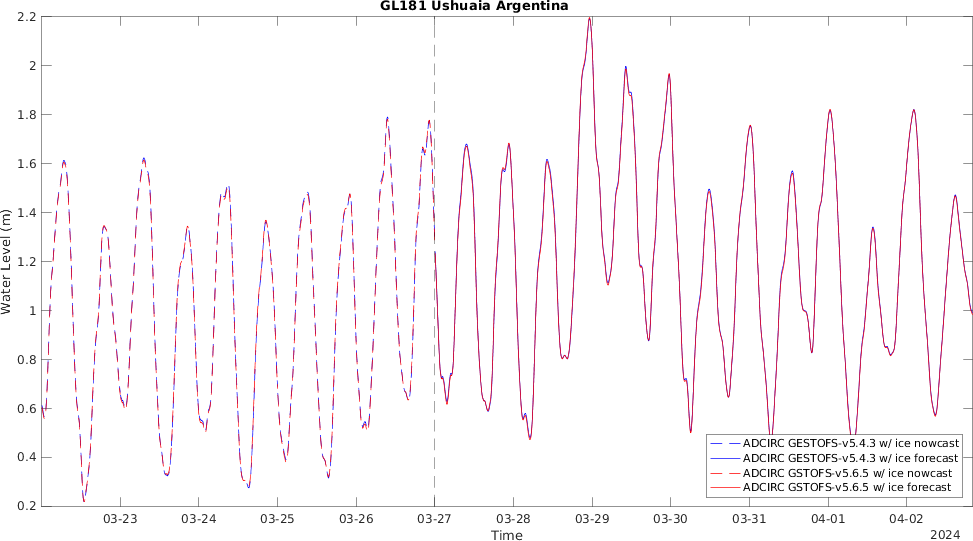 GL181 Ushuaia Argentina
2.2
2
1.8
1.6
1.4
1.2
1
0.8
0.6
0.4
0.2
Water Level (m)
ADCIRC GESTOFS-v5.4.3 w/ ice nowcast
ADCIRC GESTOFS-v5.4.3 w/ ice forecast
ADCIRC GSTOFS-v5.6.5 w/ ice nowcast
ADCIRC GSTOFS-v5.6.5 w/ ice forecast
03-23 03-24 03-25 03-26 03-27 03-28 03-29 03-30 03-31 04-01 04-02
Time
2024